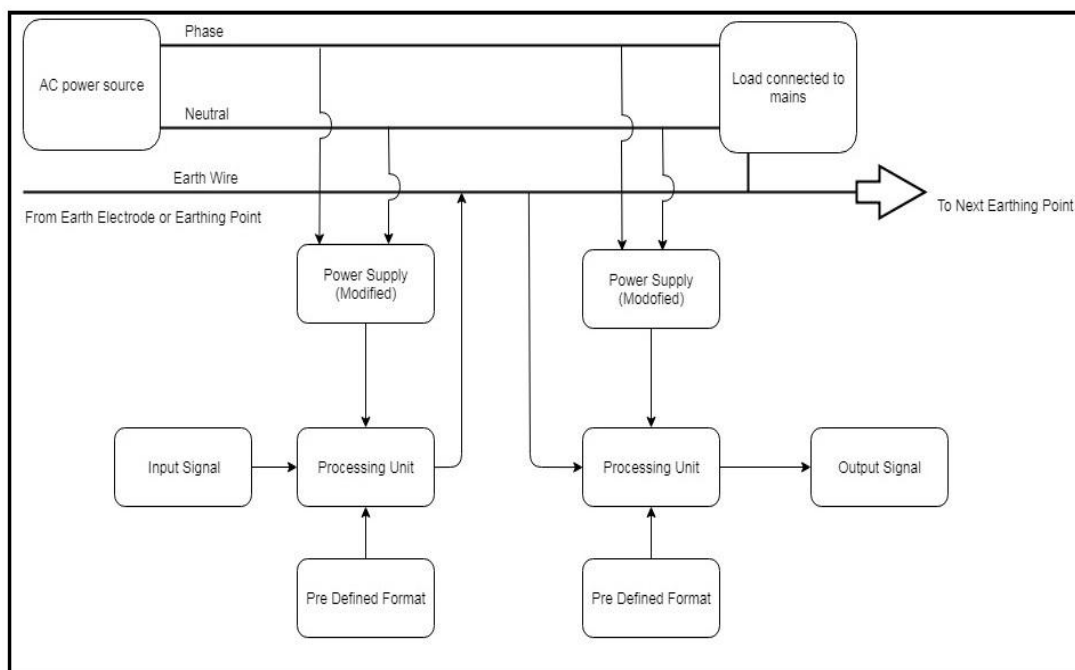 Phase
AC power source
Load connected to
mains
Neutral
Earth Wire
From Earth Electrode or Earthing Point
To Next Earthing Point
Power Supply
(Modified)
Power Supply
(Modofied)
Input Signal
Processing Unit
Processing Unit
Output Signal
Pre Defined Format
Pre Defined Format